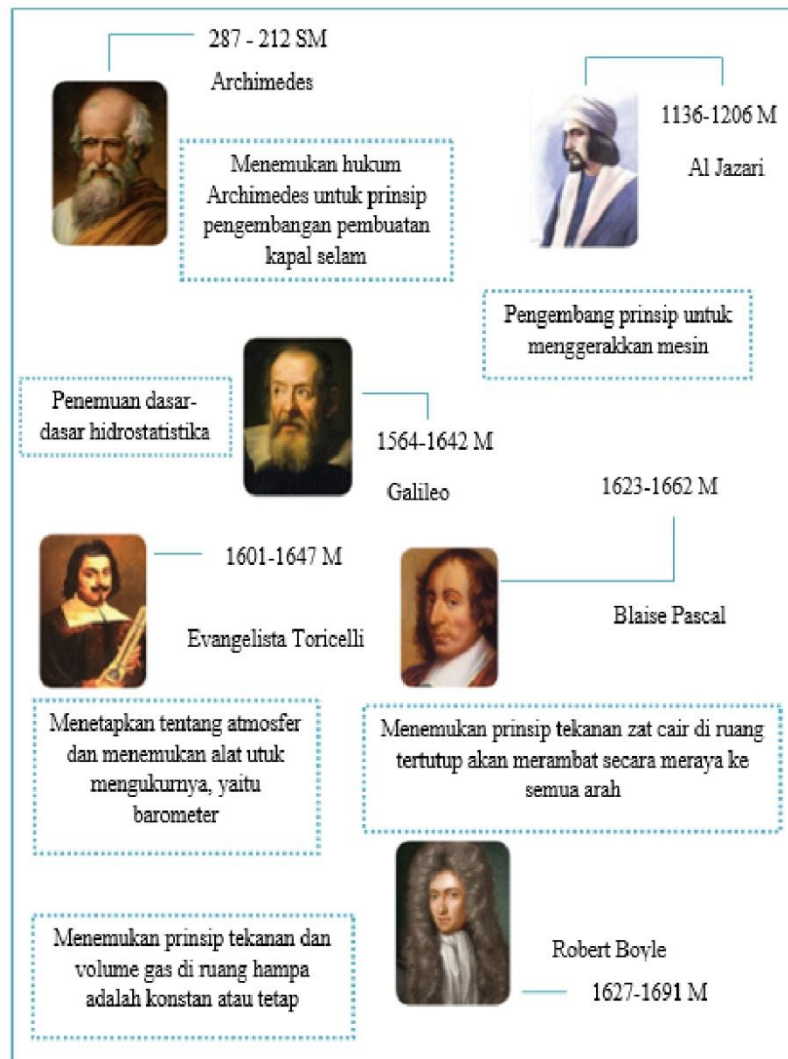 287 - 212 SM
Archimedes
Menemukan hukum
Archimedes untuk prinsip
pengembangan pembuatan
kapal selam
1136-1206 M
Al Jazari
Pengembang prinsip untuk
menggerakkan mesin
Penemuan dasar-
dasar hidrostatistika
1564-1642 M
Galileo
1601-1647 M
Evangelista Toricelli
Menetapkan tentang atmosfer
dan menemukan alat utuk
mengukurnya, yaitu
barometer
1623-1662 M
Blaise Pascal
Menemukan prinsip tekanan zat cair di ruang
tertutup akan merambat secara meraya ke
semua arah
Menemukan prinsip tekanan dan
volume gas di ruang hampa
adalah konstan atau tetap
Robert Boyle
1627-1691 M